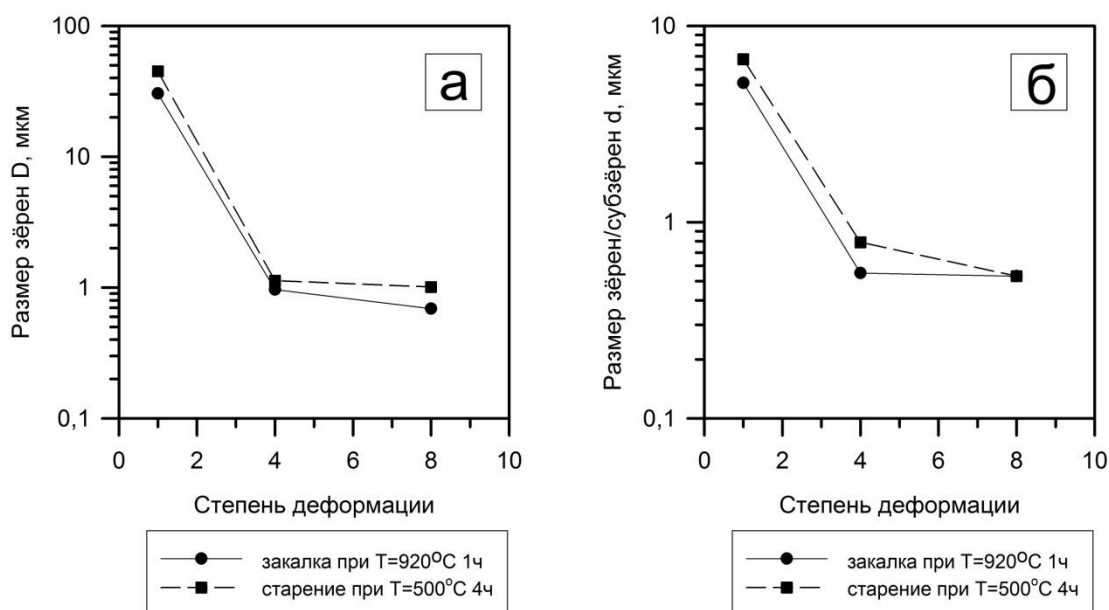 100
10
1
0,1
Размер зёрен D, мкм
а
0 2 4 6 8 10
Степень деформации
закалка при T=920ºC 1ч
старение при T=500°C 4ч
10
1
0,1
Размер зёрен/субзёрен d, мкм
б
0 2 4 6 8 10
Степень деформации
закалка при T=920ºC 1ч
старение при T=500°C 4ч